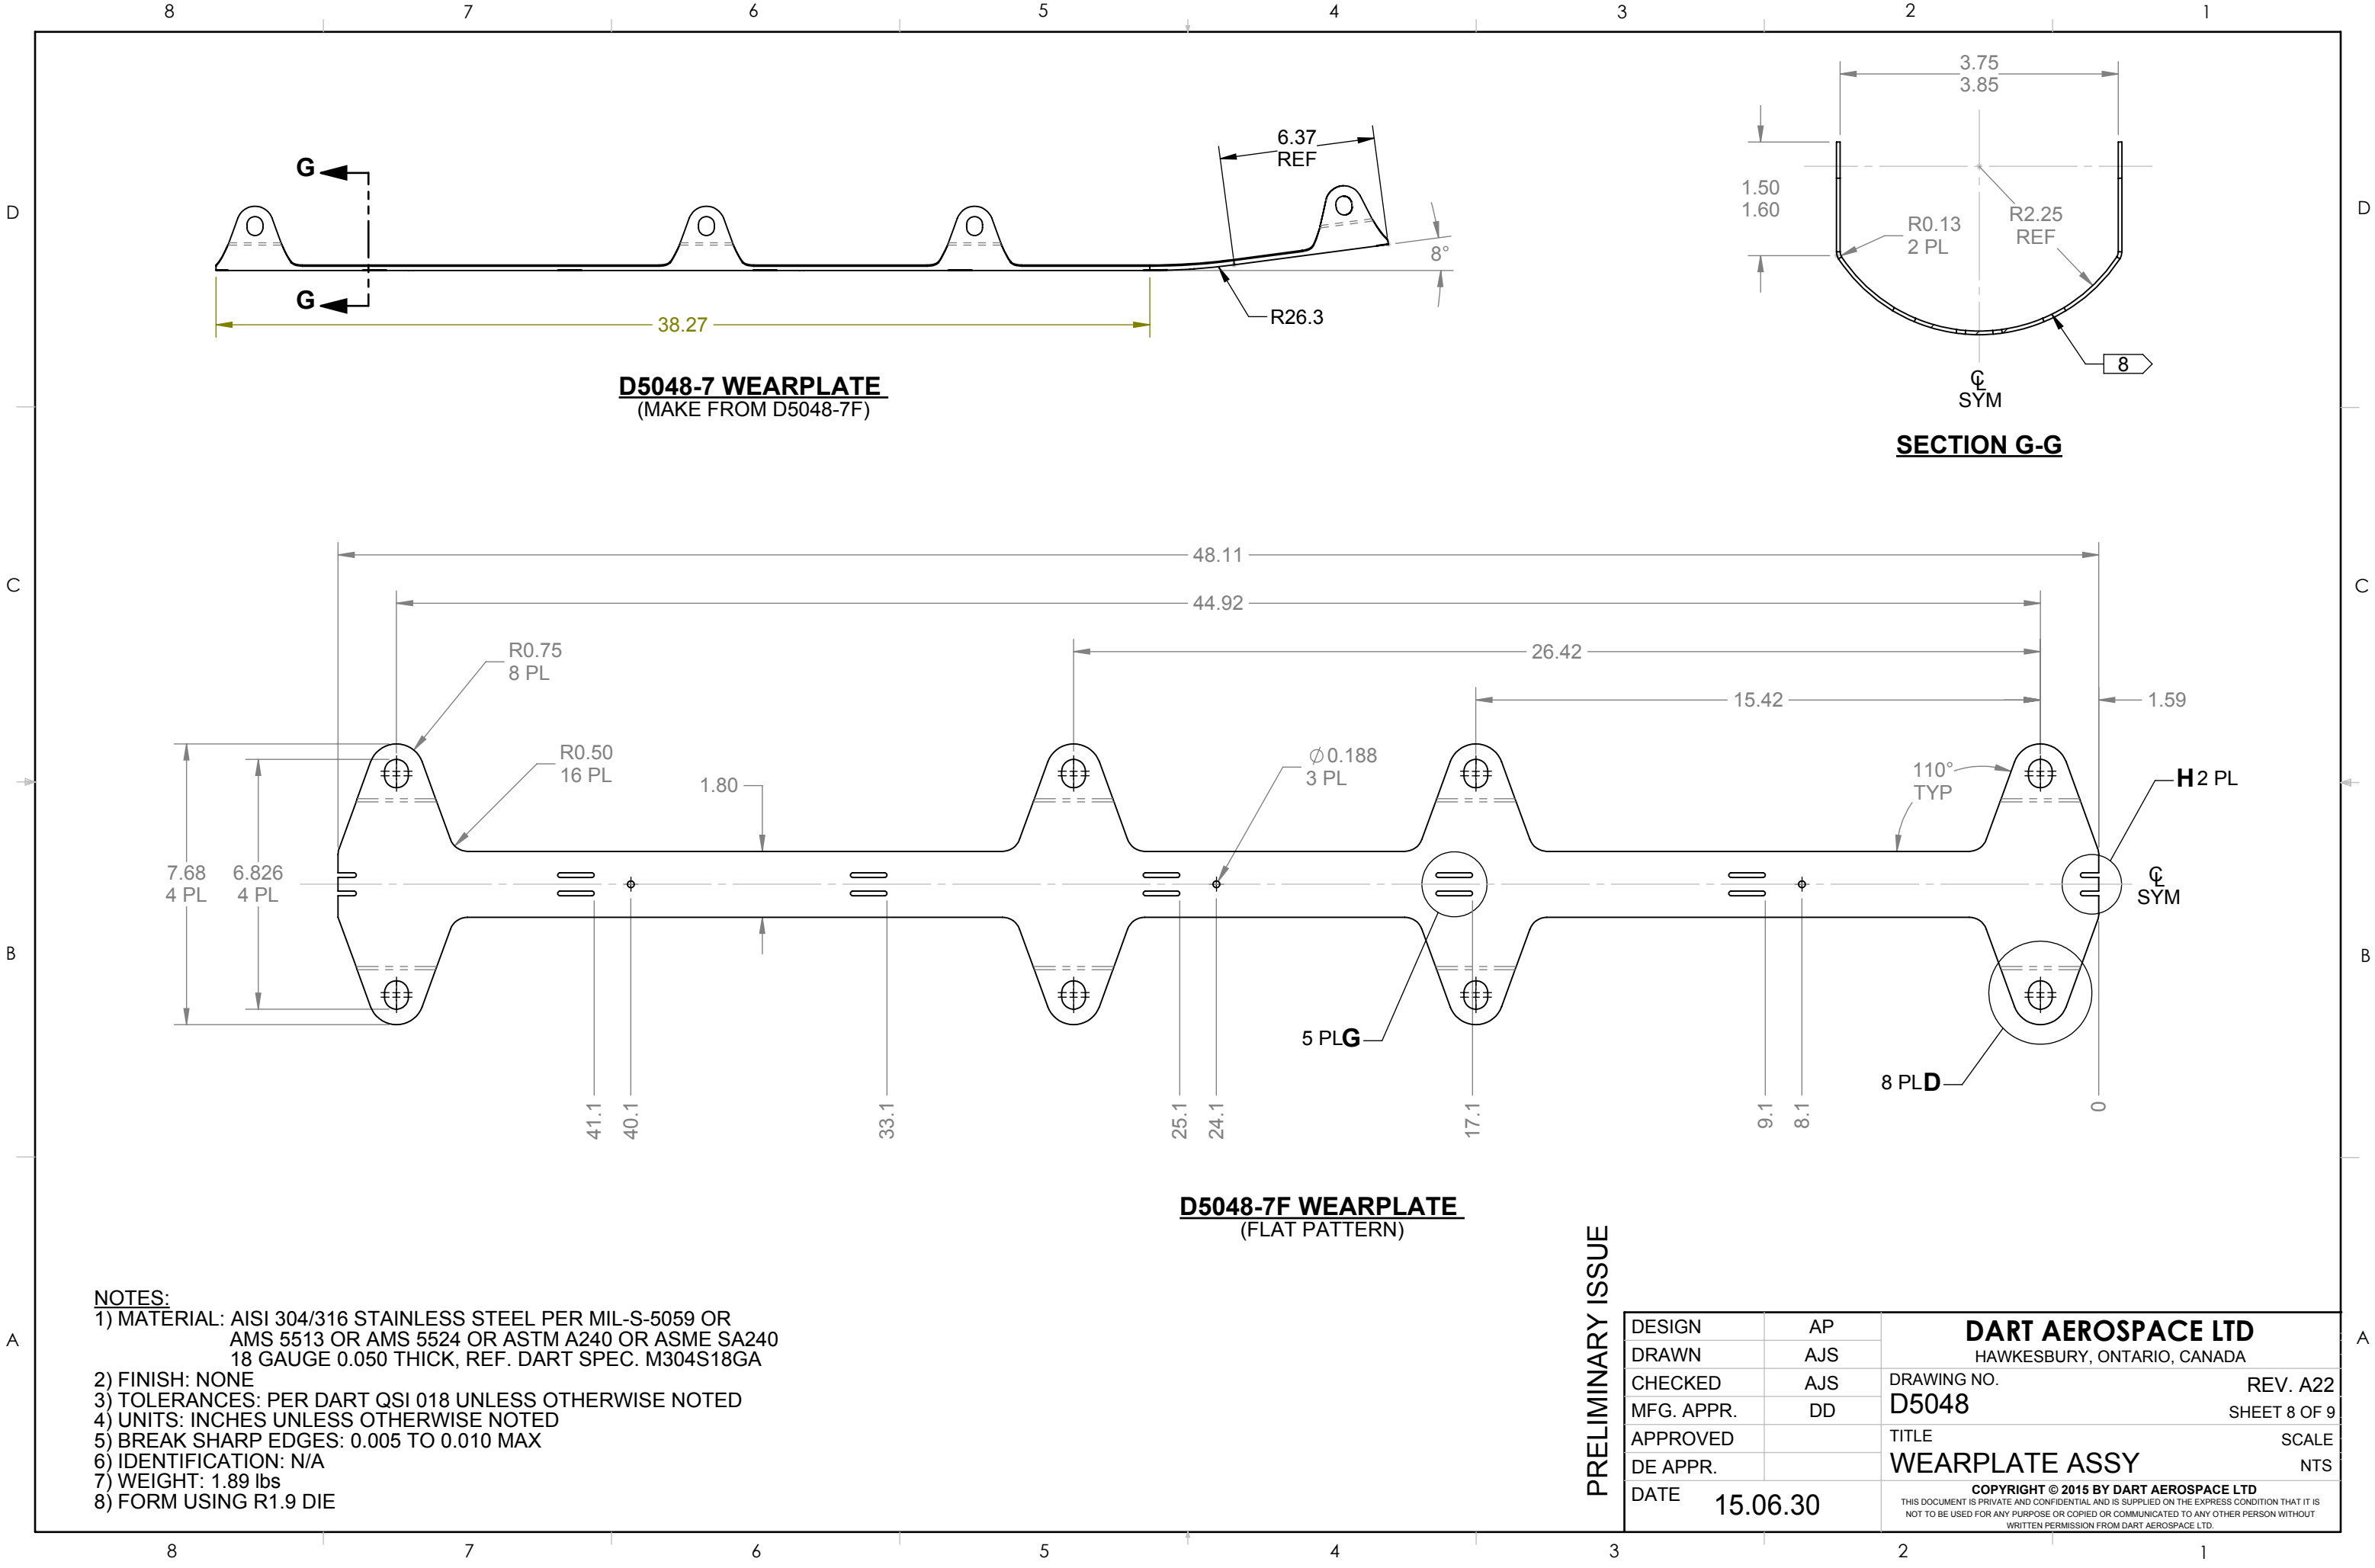 8 7 6 5 4 3 2 1
D
D
C
C
B
B
A
A
G
G
38.27
6.37
REF
8°
R26.3
D5048-7 WEARPLATE
(MAKE FROM D5048-7F)
3.75
3.85
1.50
1.60
R0.13
2 PL
R2.25
REF
8
℄
SYM
SECTION G-G
48.11
44.92
26.42
15.42
1.59
R0.75
8 PL
R0.50
16 PL
1.80
∅0.188
3 PL
110°
TYP
H 2 PL
7.68
4 PL
6.826
4 PL
℄
SYM
5 PL G
8 PL D
41.1
40.1
33.1
25.1
24.1
17.1
9.1
8.1
0
D5048-7F WEARPLATE
(FLAT PATTERN)
NOTES:
1) MATERIAL: AISI 304/316 STAINLESS STEEL PER MIL-S-5059 OR
AMS 5513 OR AMS 5524 OR ASTM A240 OR ASME SA240
18 GAUGE 0.050 THICK, REF. DART SPEC. M304S18GA
2) FINISH: NONE
3) TOLERANCES: PER DART QSI 018 UNLESS OTHERWISE NOTED
4) UNITS: INCHES UNLESS OTHERWISE NOTED
5) BREAK SHARP EDGES: 0.005 TO 0.010 MAX
6) IDENTIFICATION: N/A
7) WEIGHT: 1.89 lbs
8) FORM USING R1.9 DIE
PRELIMINARY ISSUE
DESIGN AP
DRAWN AJS
CHECKED AJS
MFG. APPR. DD
APPROVED
DE APPR.
DATE 15.06.30
DART AEROSPACE LTD
HAWKESBURY, ONTARIO, CANADA
DRAWING NO. REV. A22
D5048 SHEET 8 OF 9
TITLE SCALE
WEARPLATE ASSY NTS
COPYRIGHT © 2015 BY DART AEROSPACE LTD
THIS DOCUMENT IS PRIVATE AND CONFIDENTIAL AND IS SUPPLIED ON THE EXPRESS CONDITION THAT IT IS
NOT TO BE USED FOR ANY PURPOSE OR COPIED OR COMMUNICATED TO ANY OTHER PERSON WITHOUT
WRITTEN PERMISSION FROM DART AEROSPACE LTD.
8 7 6 5 4 3 2 1